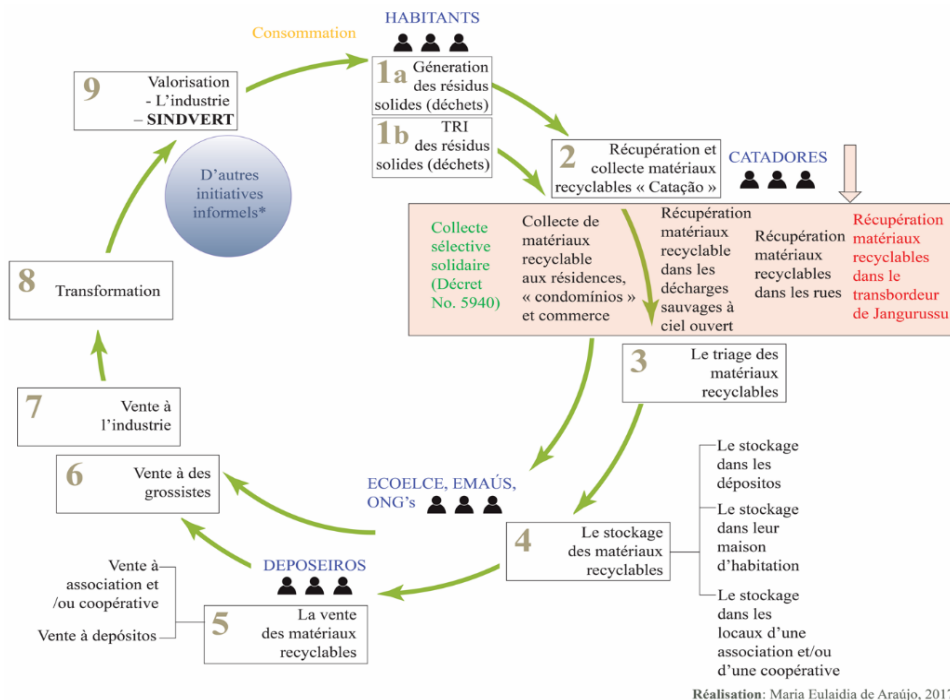 Consommation
HABITANTS
1a Géneration
des résidus
solides (déchets)
1b TRI
des résidus
solides (déchets)
2 Récupération et
collecte matériaux
recyclables « Catação »
CATADORES
Collecte
sélective
solidaire
(Décret
No. 5940)
Collecte de
matériaux
recyclable
aux résidences,
« condomínios »
et commerce
Récupération
matériaux
recyclable
dans les
décharges
sauvages à
ciel ouvert
Récupération
matériaux
recyclables
dans les rues
Récupération
matériaux
recyclables
dans le
transbordeur
de Jangurussu
3 Le triage des
matériaux
recyclables
4 Le stockage
des matériaux
recyclables
Le stockage
dans les
dépositos
Le stockage
dans leur
maison
d'habitation
Le stockage
dans les
locaux d'une
association et/ou
d'une coopérative
ECOELCE, EMAÚS,
ONG's
DEPOSEIROS
5 La vente
des matériaux
recyclables
Vente à
association et
/ou coopérative
Vente à depósitos
6 Vente à des
grossistes
7 Vente à
l'industrie
8 Transformation
9 Valorisation
- L'industrie
– SINDVERT
D'autres
initiatives
informels*
Réalisation: Maria Eulaidia de Araújo,